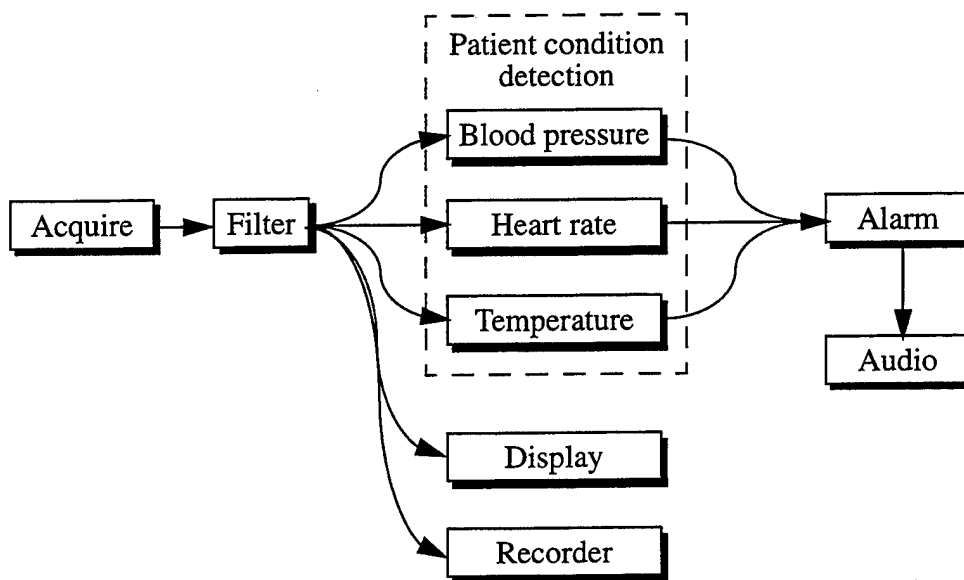 Patient condition
detection
Blood pressure
Acquire
Filter
Heart rate
Alarm
Temperature
Audio
Display
Recorder